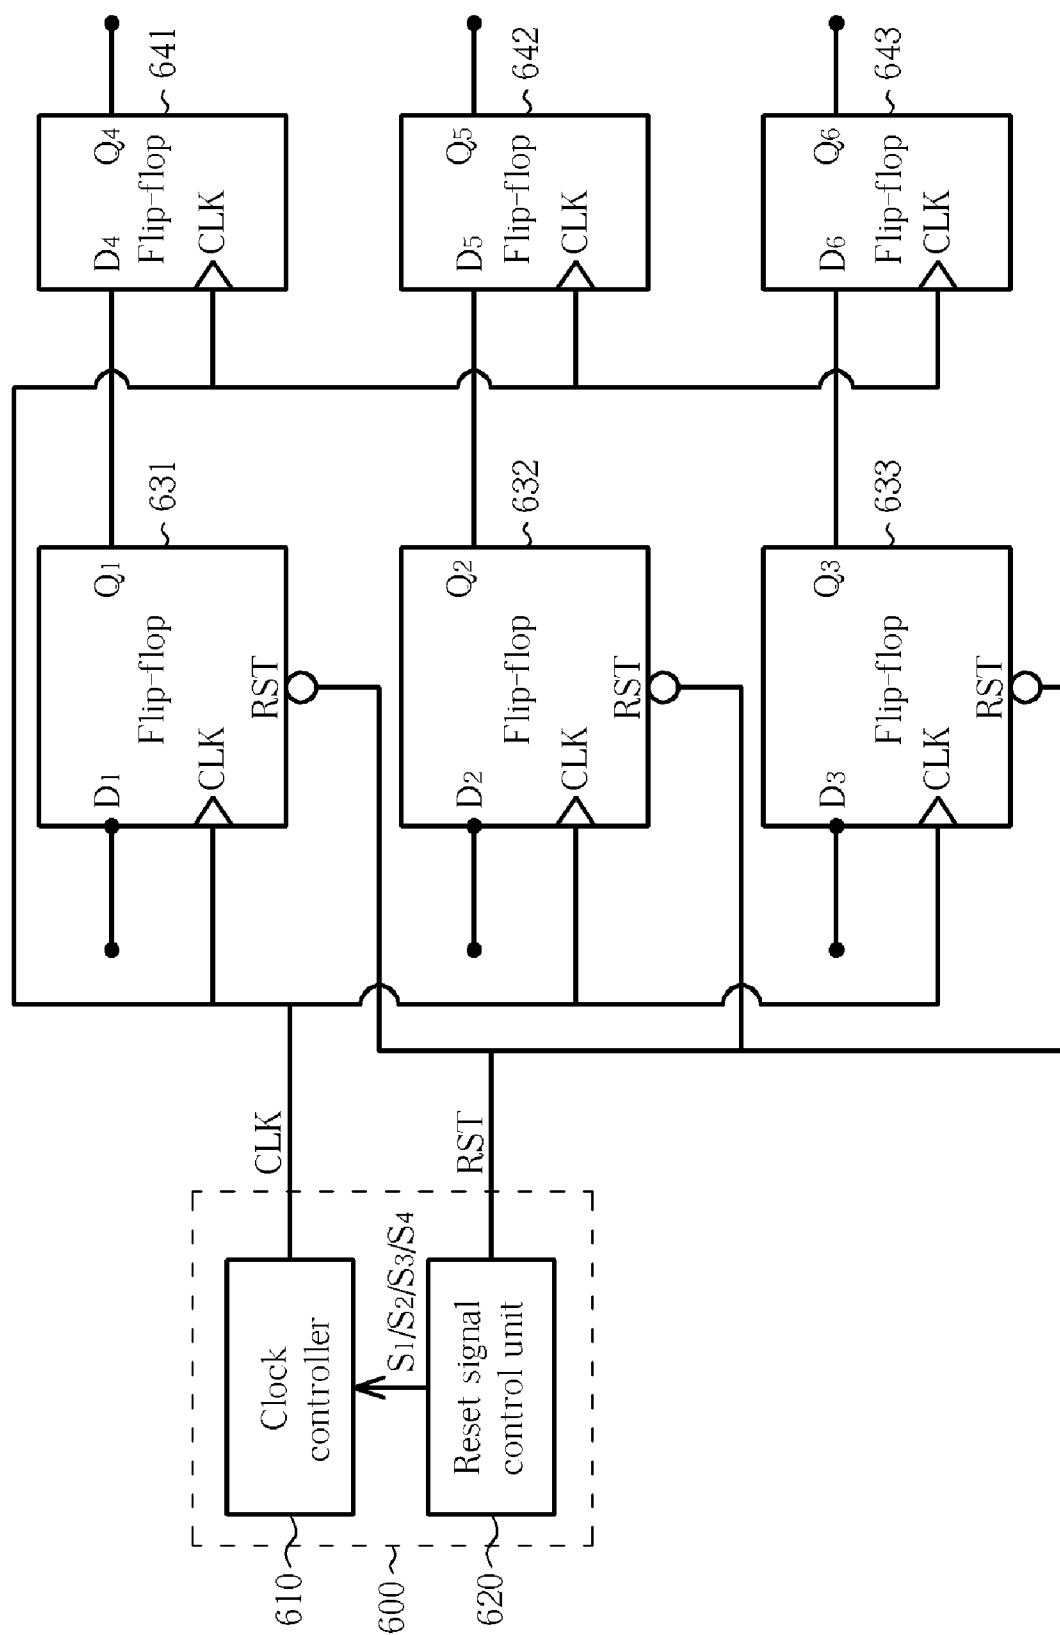 610
600
620
Clock
controller
Reset signal
control unit
S1/S2/S3/S4
CLK
RST
D1
Q1
Flip-flop
CLK
RST
631
D4
Q4
Flip-flop
CLK
641
D2
Q2
Flip-flop
CLK
RST
632
D5
Q5
Flip-flop
CLK
642
D3
Q3
Flip-flop
CLK
RST
633
D6
Q6
Flip-flop
CLK
643